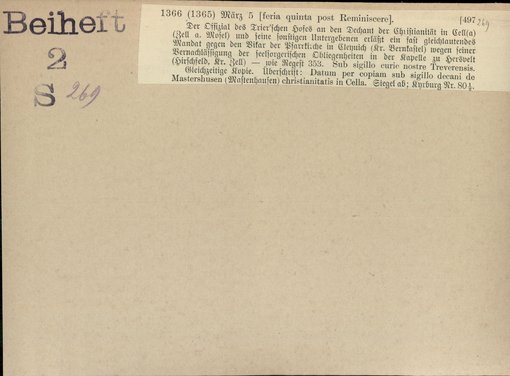 Beiheft
2
S 269
1366 (1365) März 5 [feria quinta post Reminiscere]. [497 269
Der Offizial des Trier'schen Hofes an den Dechant der Christianität in Cell(a)
(Zell a. Mosel) und seine sonstigen Untergebenen erläßt ein fast gleichlautendes
Mandat gegen den Vikar der Pfarrkirche in Cleynich (Kr. Bernkastel) wegen seiner
Vernachlässigung der seelsorgerischen Obliegenheiten in der Kapelle zu Hersvelt
(Hirschfeld, Kr. Zell) — wie Regest 353. Sub sigillo curie nostre Treverensis.
Gleichzeitige Kopie. Überschrift: Datum per copiam sub sigillo decani de
Mastershusen (Mastershausen) christianitatis in Cella. Siegel ab; Kyrburg Nr. 804.